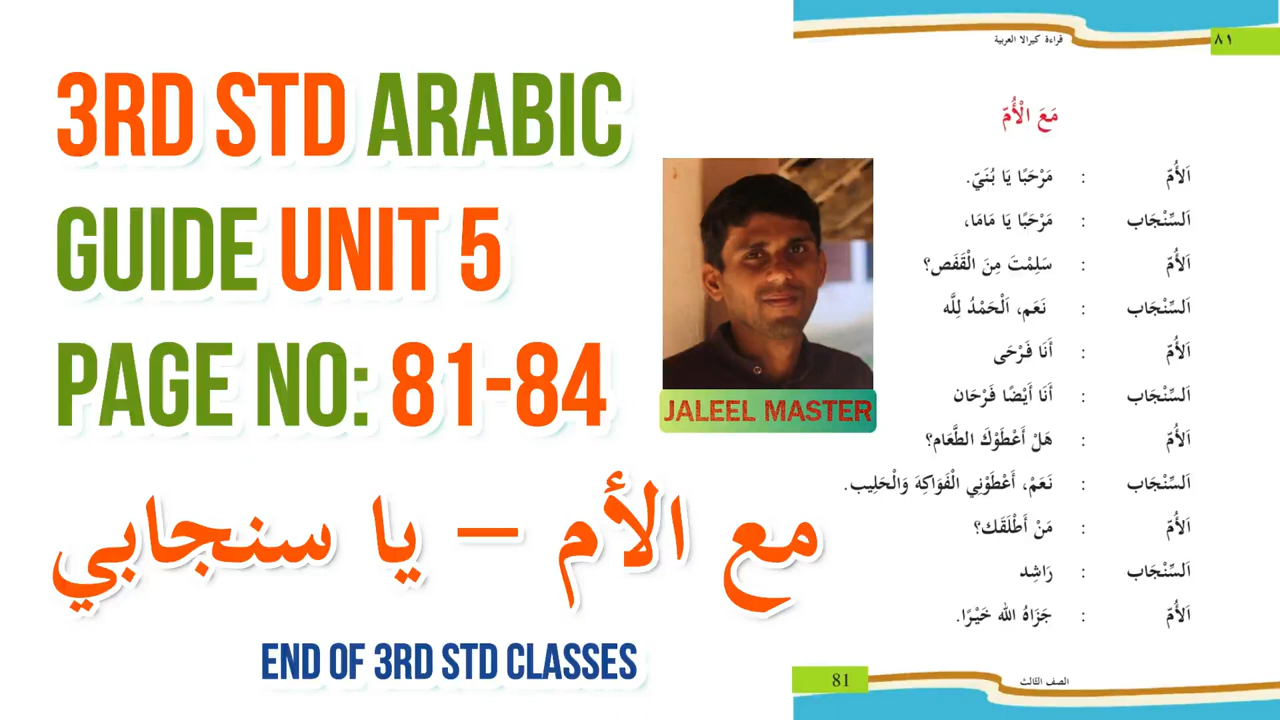 3RD STD ARABIC
GUIDE UNIT 5
PAGE NO: 81-84
مع الأم – يا سنجابي
END OF 3RD STD CLASSES
JALEEL MASTER
قراءة كيرالا العربية
٨١
مَعَ الْأُمّ
اَلأُمّ : مَرْحَبًا يَا بُنَيّ.
اَلسِّنْجَاب : مَرْحَبًا يَا مَامَا،
اَلأُمّ : سَلِمْتَ مِنَ الْقَفَص؟
اَلسِّنْجَاب : نَعَم، اَلْحَمْدُ لِلَّه
اَلأُمّ : أَنَا فَرْحَى
اَلسِّنْجَاب : أَنَا أَيْضًا فَرْحَان
اَلأُمّ : هَلْ أَعْطَوْكَ الطَّعَام؟
اَلسِّنْجَاب : نَعَمْ، أَعْطَوْنِي الْفَوَاكِهَ وَالْحَلِيب.
اَلأُمّ : مَنْ أَطْلَقَك؟
اَلسِّنْجَاب : رَاشِد
اَلأُمّ : جَزَاهُ الله خَيْرًا.
81
الصف الثالث